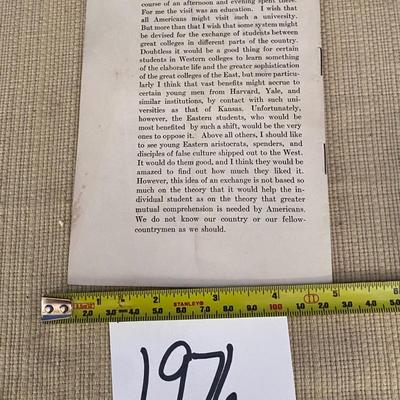 course of an afternoon and evening spent there.
For me the visit was an education. I wish that
all Americans might visit such a university.
But more than that I wish that some system might
be devised for the exchange of students between
great colleges in different parts of the country.
Doubtless it would be a good thing for certain
students in Western colleges to learn something
of the elaborate life and the greater sophistication
of the great colleges of the East, but more particu-
larly I think that vast benefits might accrue to
certain young men from Harvard, Yale, and
similar institutions, by contact with such uni-
versities as that of Kansas. Unfortunately,
however, the Eastern students, who would be
most benefited by such a shift, would be the very
ones to oppose it. Above all others, I should like
to see young Eastern aristocrats, spenders, and
disciples of false culture shipped out to the West.
It would do them good, and I think they would be
amazed to find out how much they liked it.
However, this idea of an exchange is not based so
much on the theory that it would help the in-
dividual student as on the theory that greater
mutual comprehension is needed by Americans.
We do not know our country or our fellow-
countrymen as we should.
STANLEY
197